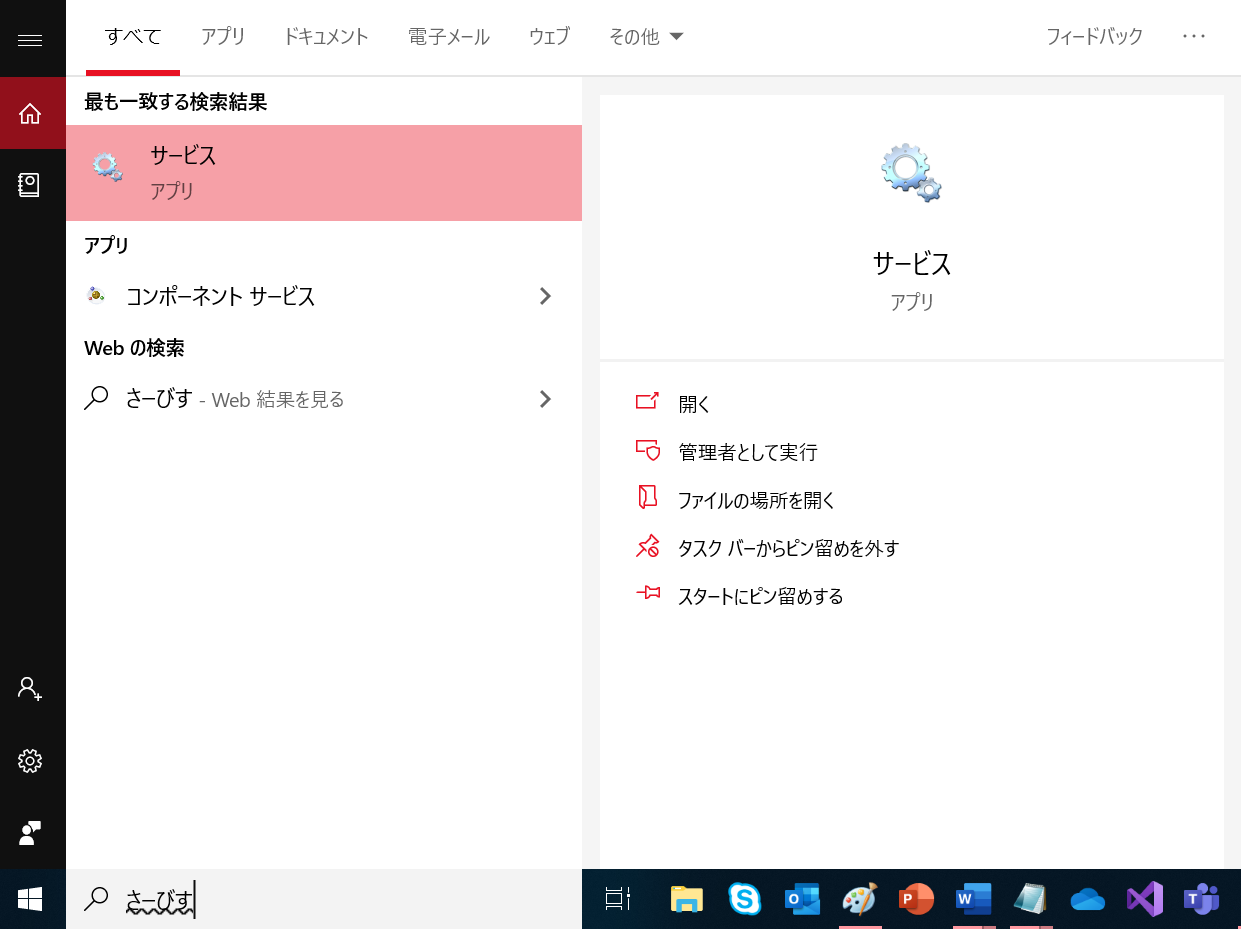 すべて アプリ ドキュメント 電子メール ウェブ その他 フィードバック ···
最も一致する検索結果
サービス
アプリ
アプリ
コンポーネント サービス
Web の検索
さーびす - Web 結果を見る
サービス
アプリ
開く
管理者として実行
ファイルの場所を開く
タスク バーからピン留めを外す
スタートにピン留めする
さーびす